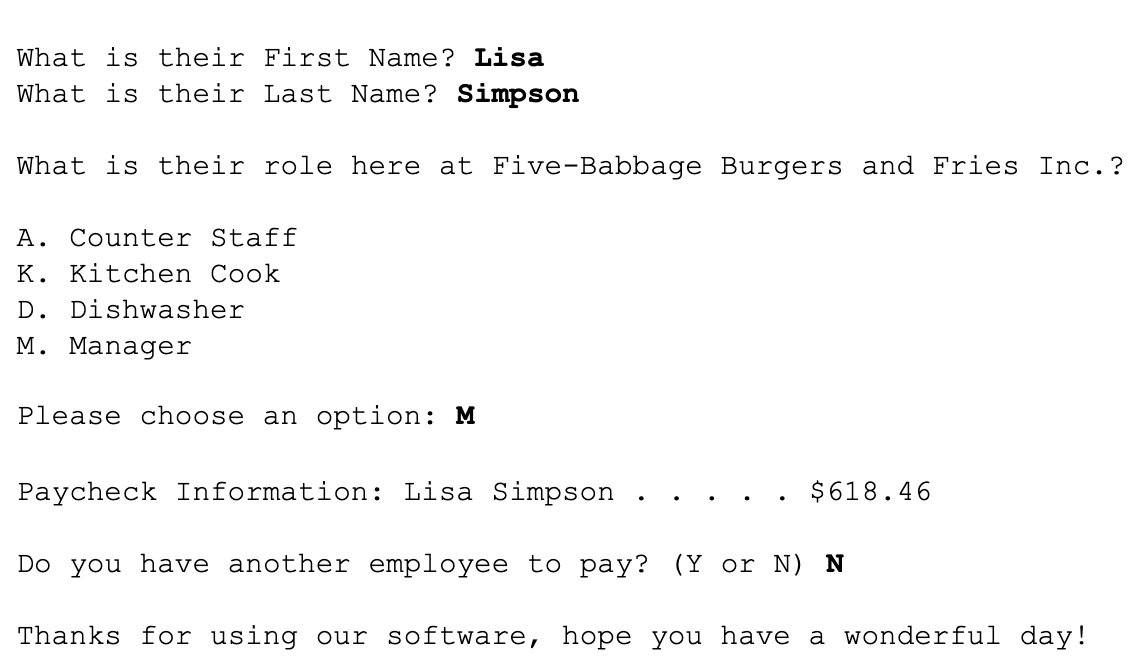 What is their First Name? Lisa
What is their Last Name? Simpson
What is their role here at Five-Babbage Burgers and Fries Inc.?
A. Counter Staff
K. Kitchen Cook
D. Dishwasher
M. Manager
Please choose an option: M
Paycheck Information: Lisa Simpson . . . . . $618.46
Do you have another employee to pay? (Y or N) N
Thanks for using our software, hope you have a wonderful day!